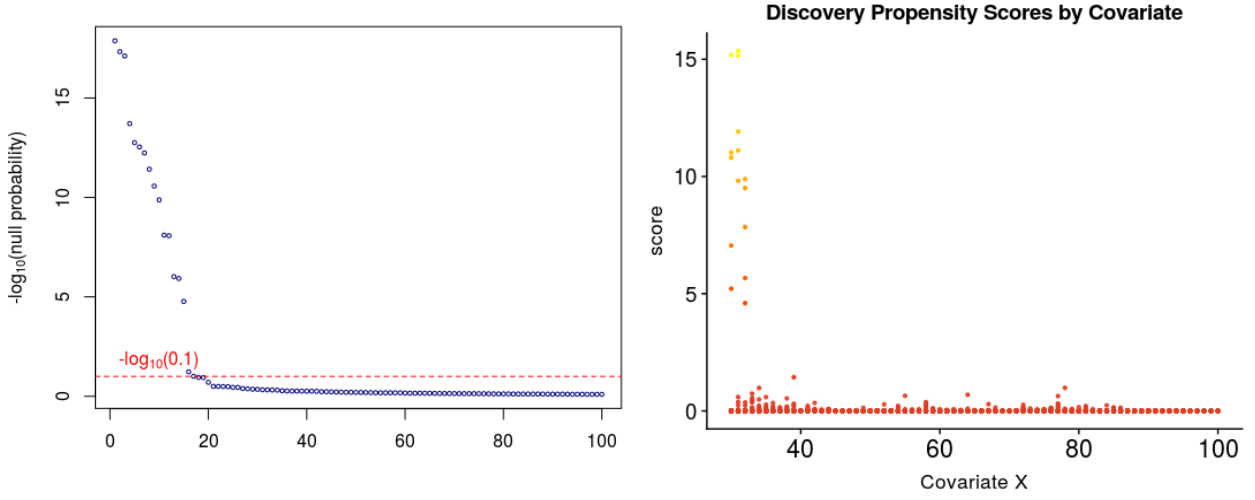 -log₁₀(null probability)
15
10
5
0
-log₁₀(0.1)
0 20 40 60 80 100
Discovery Propensity Scores by Covariate
score
15
10
5
0
40 60 80 100
Covariate X